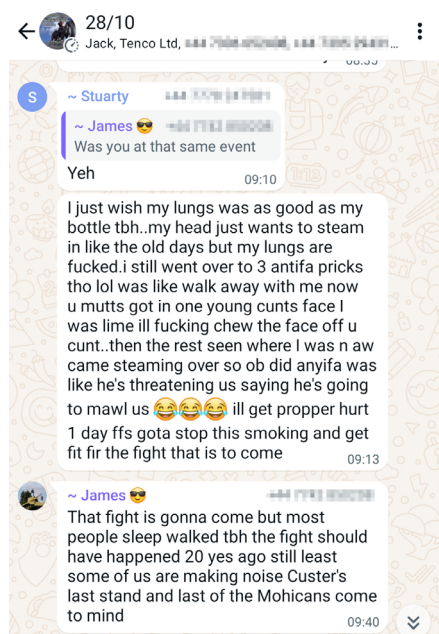 28/10
Jack, Tenco Ltd,
08:35
S
~ Stuarty
~ James 😎
Was you at that same event
Yeh
09:10
I just wish my lungs was as good as my
bottle tbh..my head just wants to steam
in like the old days but my lungs are
fucked.i still went over to 3 antifa pricks
tho lol was like walk away with me now
u mutts got in one young cunts face I
was lime ill fucking chew the face off u
cunt..then the rest seen where I was n aw
came steaming over so ob did anyifa was
like he's threatening us saying he's going
to mawl us 😂😂😂 ill get propper hurt
1 day ffs gota stop this smoking and get
fit fir the fight that is to come
09:13
~ James 😎
That fight is gonna come but most
people sleep walked tbh the fight should
have happened 20 yes ago still least
some of us are making noise Custer's
last stand and last of the Mohicans come
to mind
09:40